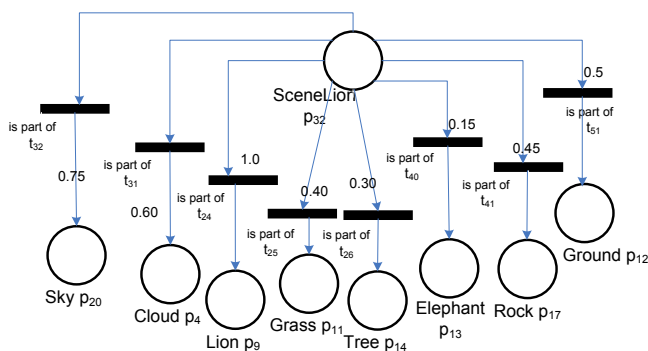 SceneLion
p32
0.5
is part of
t51
is part of
t32
0.15
is part of
t31
1.0
0.45
is part of
t40
0.75
0.60
is part of
t24
0.40
0.30
is part of
t41
is part of
t25
is part of
t26
Ground p12
Sky p20
Cloud p4
Elephant
p13
Rock p17
Lion p9
Grass p11
Tree p14